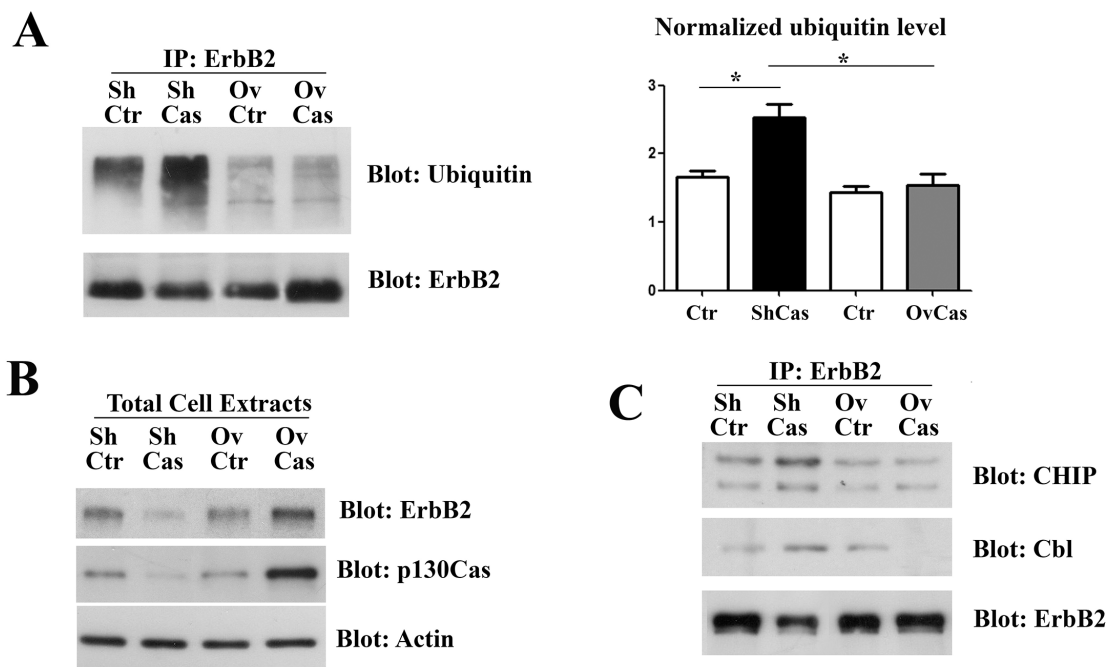 A
IP: ErbB2
Sh Sh Ov Ov
Ctr Cas Ctr Cas
Blot: Ubiquitin
Blot: ErbB2
Normalized ubiquitin level
*
*
3
2
1
0
Ctr ShCas Ctr OvCas
B
Total Cell Extracts
Sh Sh Ov Ov
Ctr Cas Ctr Cas
Blot: ErbB2
Blot: p130Cas
Blot: Actin
C
IP: ErbB2
Sh Sh Ov Ov
Ctr Cas Ctr Cas
Blot: CHIP
Blot: Cbl
Blot: ErbB2